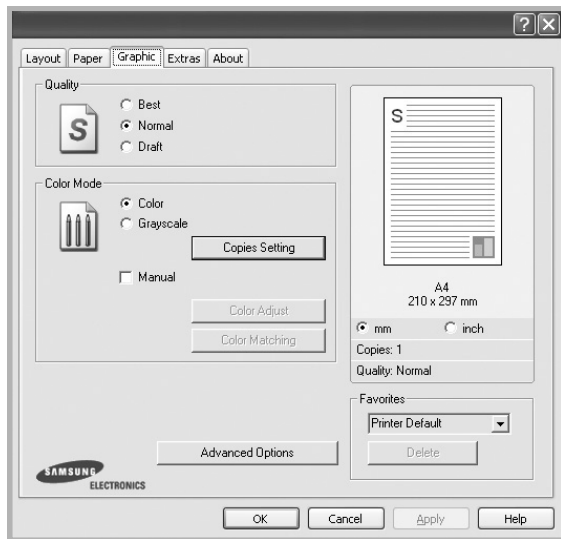 Layout Paper Graphic Extras About
Quality
S
Best
Normal
Draft
Color Mode
Color
Grayscale
Copies Setting
Manual
Color Adjust
Color Matching
Advanced Options
SAMSUNG
ELECTRONICS
S
A4
210 x 297 mm
mm inch
Copies: 1
Quality: Normal
Favorites
Printer Default
Delete
OK Cancel Apply Help